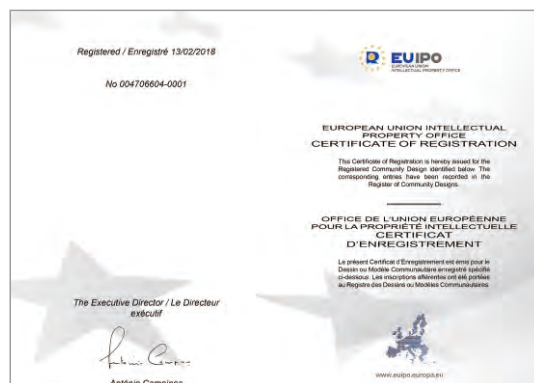 Registered / Enregistré 13/02/2018
No 004706604-0001
The Executive Director / Le Directeur
exécutif
EUIPO
EUROPEAN UNION
INTELLECTUAL PROPERTY OFFICE
EUROPEAN UNION INTELLECTUAL
PROPERTY OFFICE
CERTIFICATE OF REGISTRATION
This Certificate of Registration is hereby issued for the
Registered Community Design identified below. The
corresponding entries have been recorded in the
Register of Community Designs.
OFFICE DE L'UNION EUROPÉENNE
POUR LA PROPRIÉTÉ INTELLECTUELLE
CERTIFICAT
D'ENREGISTREMENT
Le présent Certificat d'Enregistrement est émis pour le
Dessin ou Modèle Communautaire enregistré spécifié
ci-dessous. Les inscriptions afférentes ont été portées
au Registre des Dessins ou Modèles Communautaires.
www.euipo.europa.eu